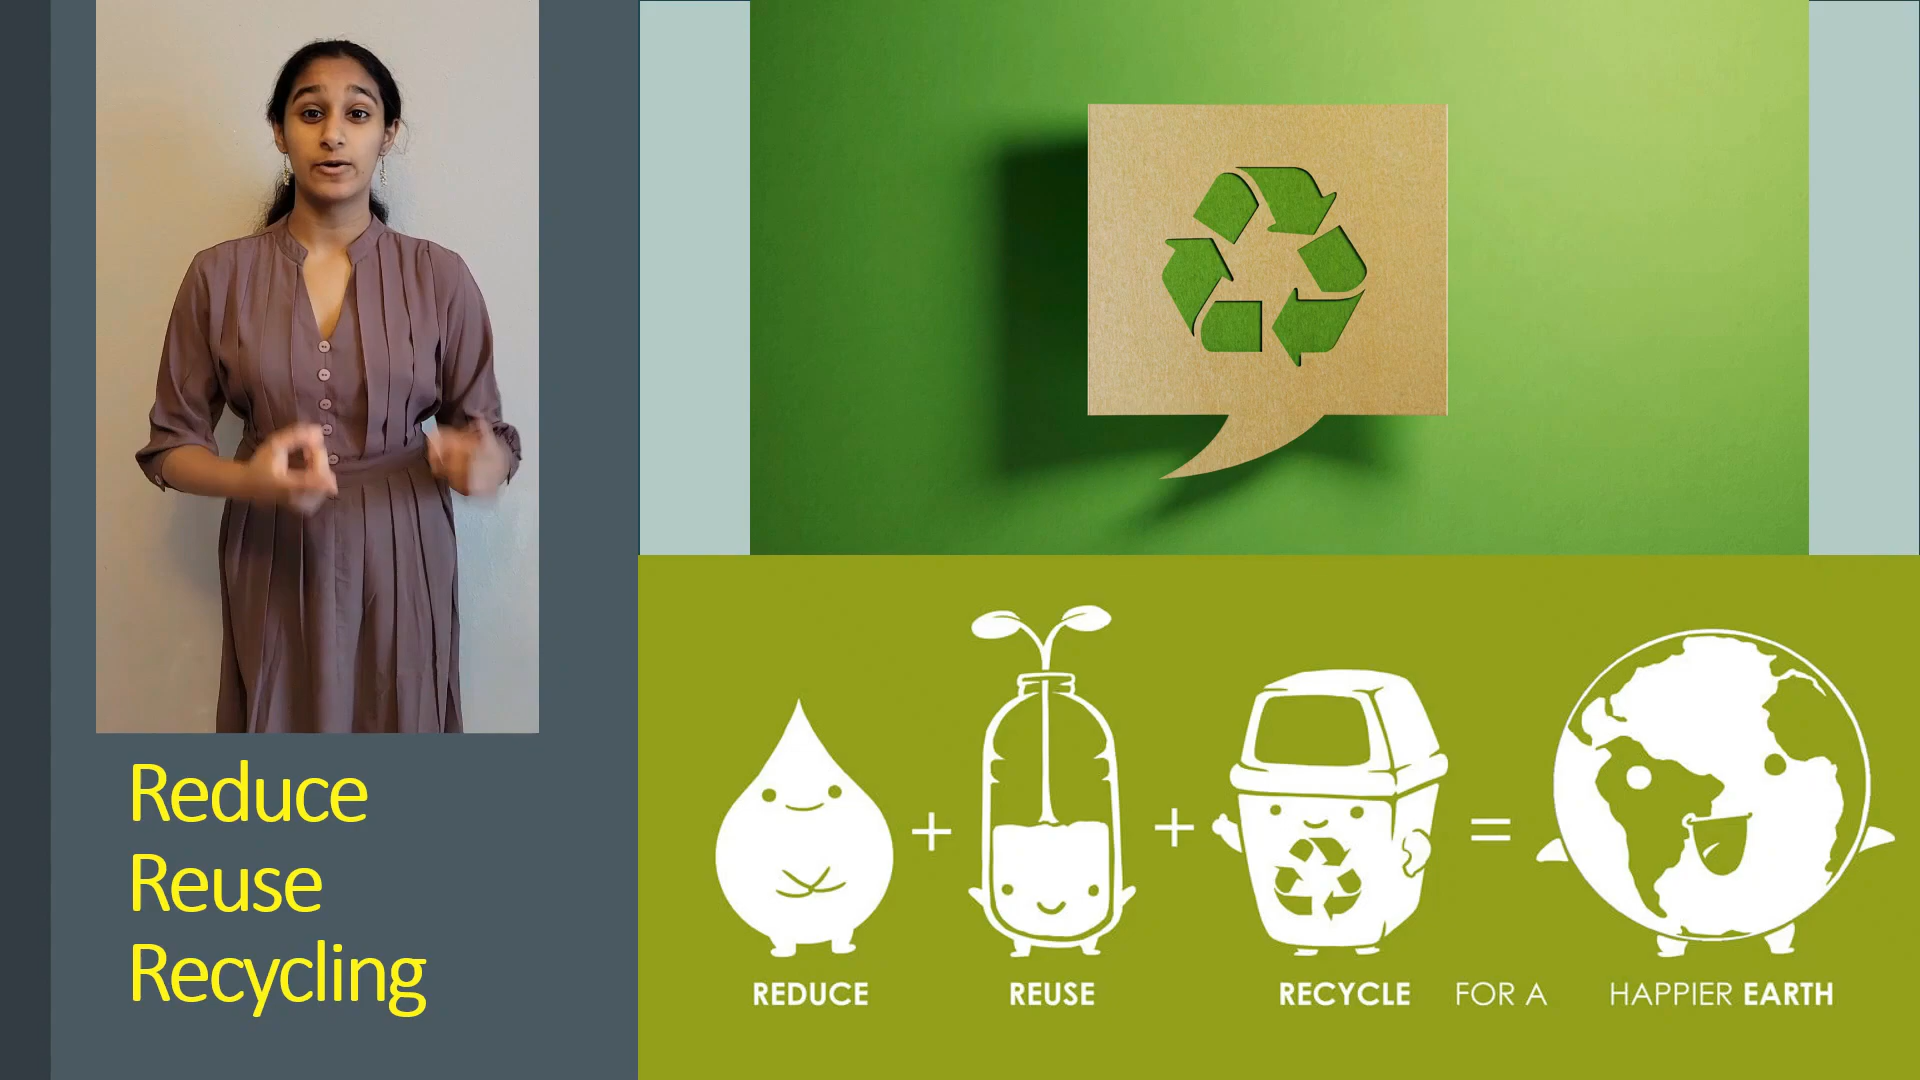 Reduce
Reuse
Recycling
+ + =
REDUCE REUSE RECYCLE FOR A HAPPIER EARTH